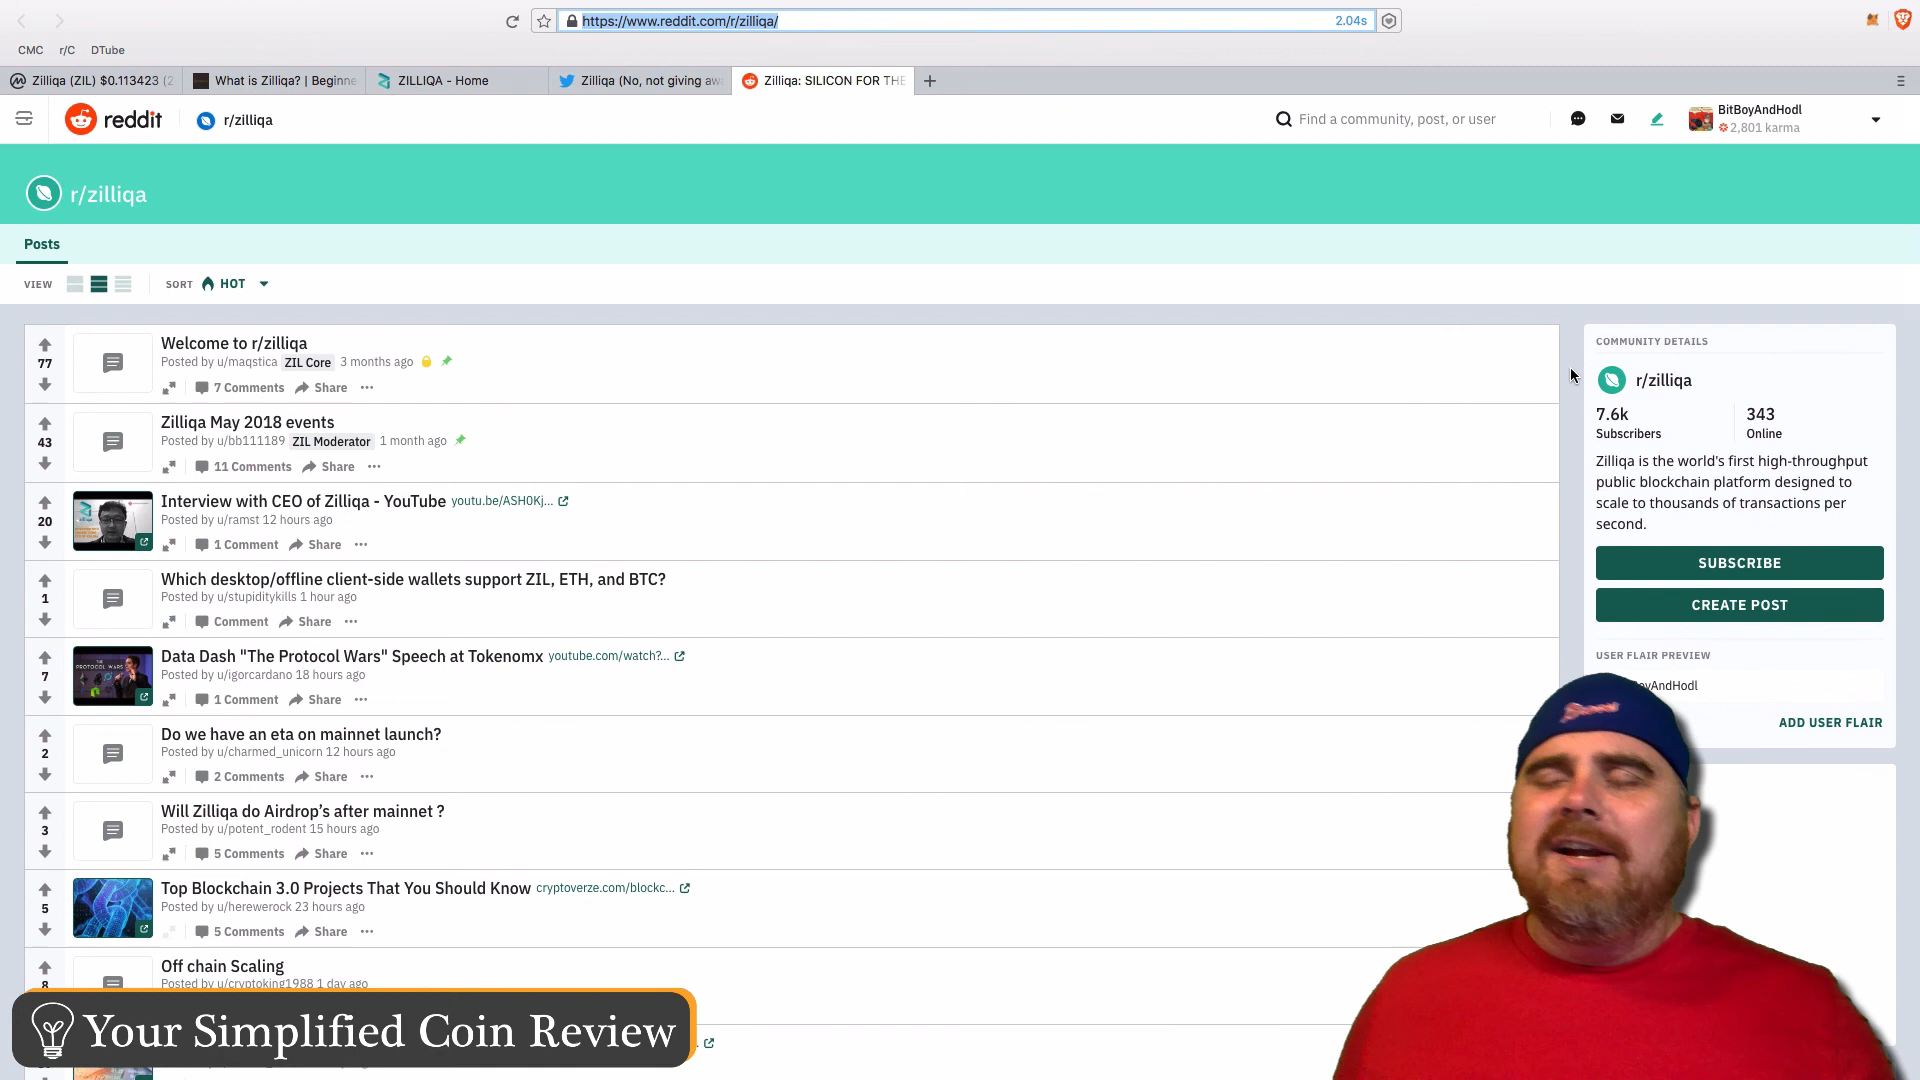 https://www.reddit.com/r/zilliqa/
2.04s
CMC r/C DTube
Zilliqa (ZIL) $0.113423 (2
What is Zilliqa? | Beginne
ZILLIQA - Home
Zilliqa (No, not giving aw
Zilliqa: SILICON FOR THE
reddit
r/zilliqa
Find a community, post, or user
BitBoyAndHodl
2,801 karma
r/zilliqa
Posts
VIEW
SORT HOT
77
Welcome to r/zilliqa
Posted by u/maqstica ZIL Core 3 months ago
7 Comments Share
43
Zilliqa May 2018 events
Posted by u/bb111189 ZIL Moderator 1 month ago
11 Comments Share
20
Interview with CEO of Zilliqa - YouTube youtu.be/ASH0Kj...
Posted by u/ramst 12 hours ago
1 Comment Share
1
Which desktop/offline client-side wallets support ZIL, ETH, and BTC?
Posted by u/stupiditykills 1 hour ago
Comment Share
7
THE PROTOCOL WARS
Data Dash "The Protocol Wars" Speech at Tokenomx youtube.com/watch?...
Posted by u/igorcardano 18 hours ago
1 Comment Share
2
Do we have an eta on mainnet launch?
Posted by u/charmed_unicorn 12 hours ago
2 Comments Share
3
Will Zilliqa do Airdrop’s after mainnet ?
Posted by u/potent_rodent 15 hours ago
5 Comments Share
5
Top Blockchain 3.0 Projects That You Should Know cryptoverze.com/blockc...
Posted by u/herewerock 23 hours ago
5 Comments Share
8
Off chain Scaling
Posted by u/cryptoking1988 1 day ago
COMMUNITY DETAILS
r/zilliqa
7.6k
Subscribers
343
Online
Zilliqa is the world's first high-throughput
public blockchain platform designed to
scale to thousands of transactions per
second.
SUBSCRIBE
CREATE POST
USER FLAIR PREVIEW
oyAndHodl
ADD USER FLAIR
Your Simplified Coin Review